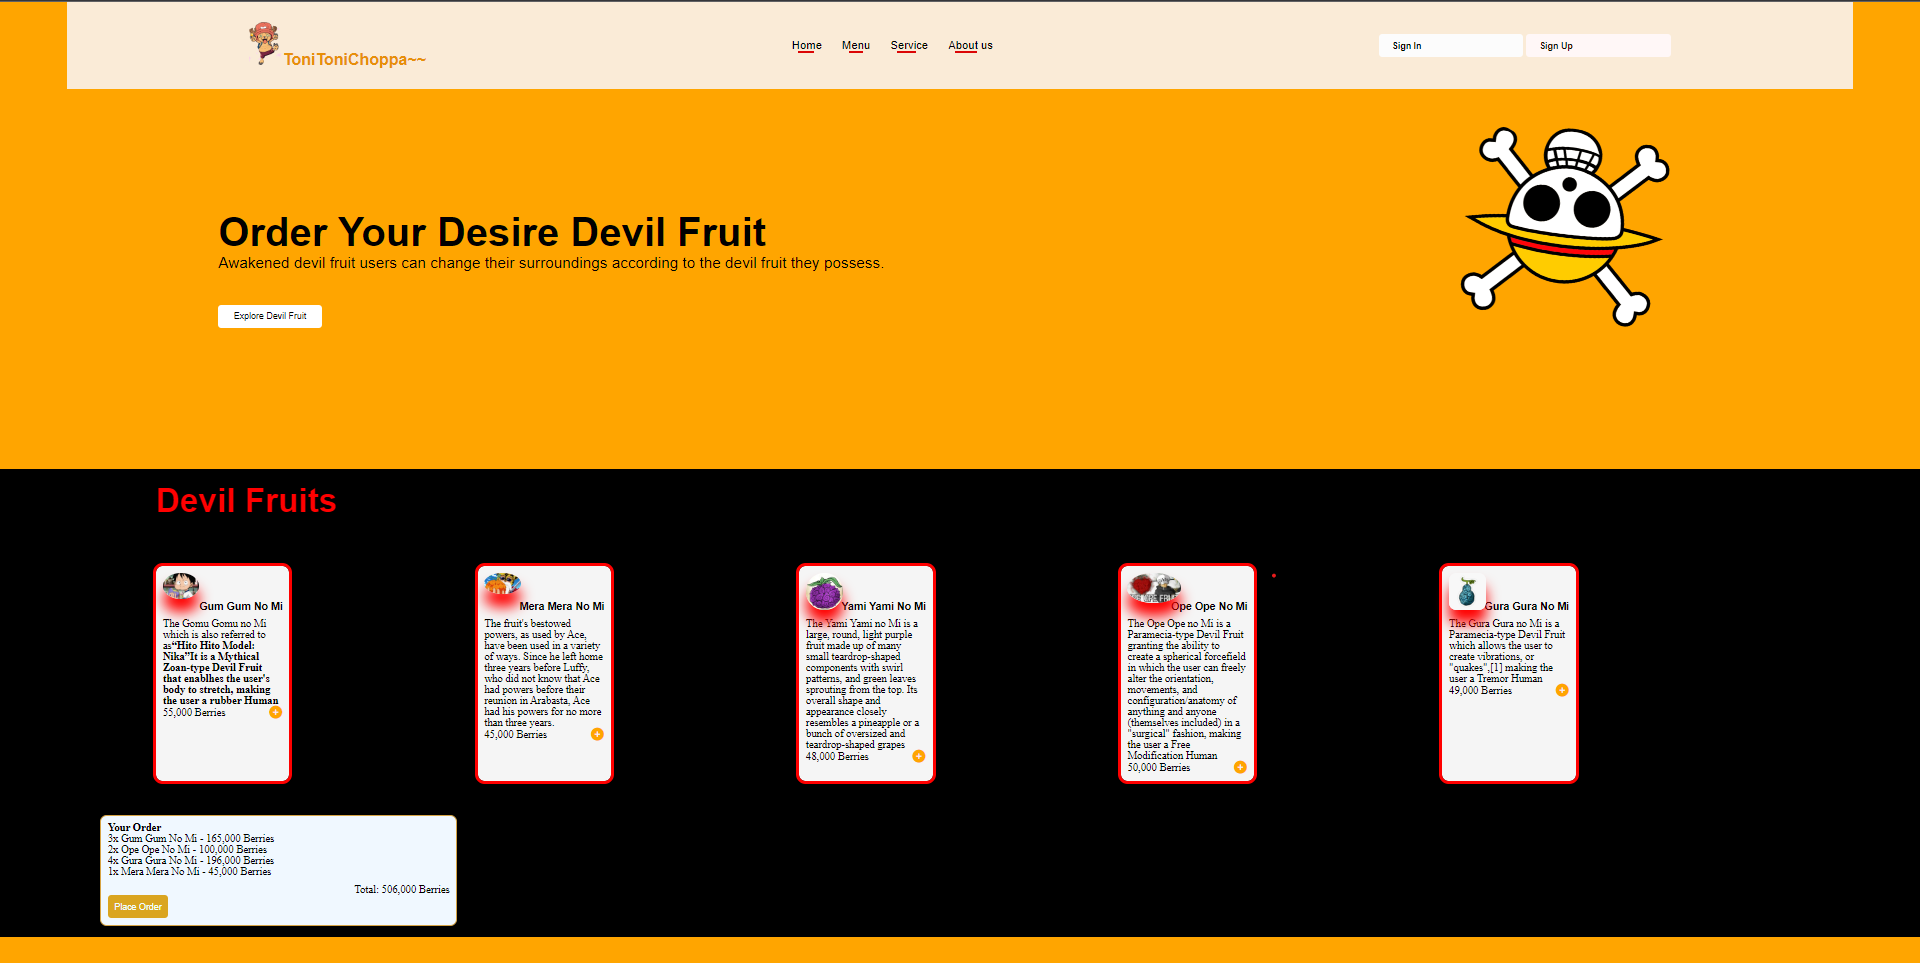 ToniToniChoppa~~
Home
Menu
Service
About us
Sign In
Sign Up
Order Your Desire Devil Fruit
Awakened devil fruit users can change their surroundings according to the devil fruit they possess.
Explore Devil Fruit
Devil Fruits
Gum Gum No Mi
The Gomu Gomu no Mi
which is also referred to
as“Hito Hito Model:
Nika”It is a Mythical
Zoan-type Devil Fruit
that enablhes the user's
body to stretch, making
the user a rubber Human
55,000 Berries
Mera Mera No Mi
The fruit's bestowed
powers, as used by Ace,
have been used in a variety
of ways. Since he left home
three years before Luffy,
who did not know that Ace
had powers before their
reunion in Arabasta, Ace
had his powers for no more
than three years.
45,000 Berries
Yami Yami No Mi
The Yami Yami no Mi is a
large, round, light purple
fruit made up of many
small teardrop-shaped
components with swirl
patterns, and green leaves
sprouting from the top. Its
overall shape and
appearance closely
resembles a pineapple or a
bunch of oversized and
teardrop-shaped grapes
48,000 Berries
Ope Ope No Mi
The Ope Ope no Mi is a
Paramecia-type Devil Fruit
granting the ability to
create a spherical forcefield
in which the user can freely
alter the orientation,
movements, and
configuration/anatomy of
anything and anyone
(themselves included) in a
"surgical" fashion, making
the user a Free
Modification Human
50,000 Berries
Gura Gura No Mi
The Gura Gura no Mi is a
Paramecia-type Devil Fruit
which allows the user to
create vibrations, or
"quakes",[1] making the
user a Tremor Human
49,000 Berries
Your Order
3x Gum Gum No Mi - 165,000 Berries
2x Ope Ope No Mi - 100,000 Berries
4x Gura Gura No Mi - 196,000 Berries
1x Mera Mera No Mi - 45,000 Berries
Total: 506,000 Berries
Place Order